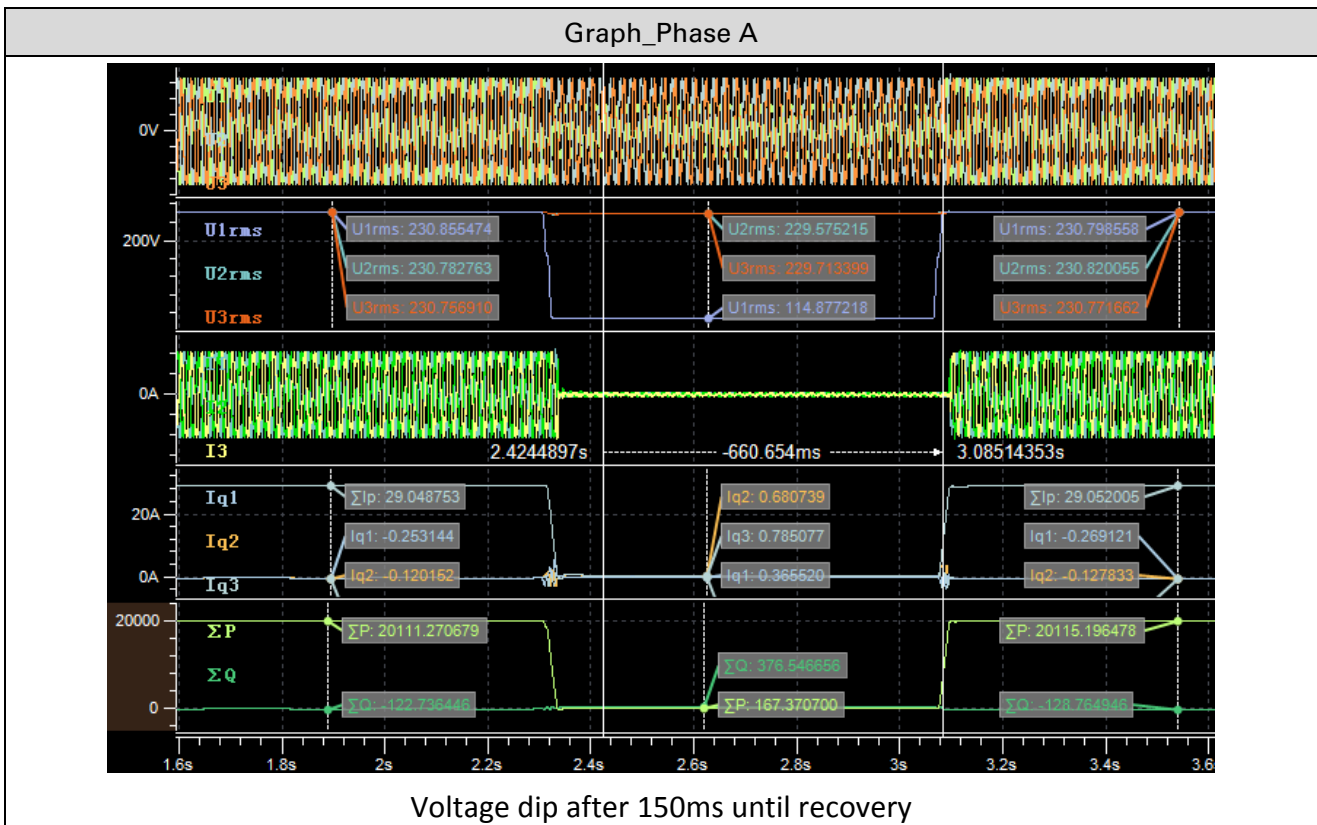 Graph_Phase A
0V
U3
U1rms U1rms: 230.855474 U2rms: 229.575215 U1rms: 230.798558
200V
U2rms U2rms: 230.782763 U3rms: 229.713399 U2rms: 230.820055
U3rms U3rms: 230.756910 U1rms: 114.877218 U3rms: 230.771662
0A
I3 2.4244897s -660.654ms 3.08514353s
Iq1 ∑Ip: 29.048753 Iq2: 0.680739 ∑Ip: 29.052005
20A
Iq2 Iq1: -0.253144 Iq3: 0.785077 Iq1: -0.269121
0A Iq3 Iq2: -0.120152 Iq1: 0.365520 Iq2: -0.127833
20000 ΣP ∑P: 20111.270679 ∑P: 20115.196478
ΣQ ∑Q: 376.546656
0 ∑Q: -122.736446 ∑P: 167.370700 ∑Q: -128.764946
1.6s 1.8s 2s 2.2s 2.4s 2.6s 2.8s 3s 3.2s 3.4s 3.6
Voltage dip after 150ms until recovery